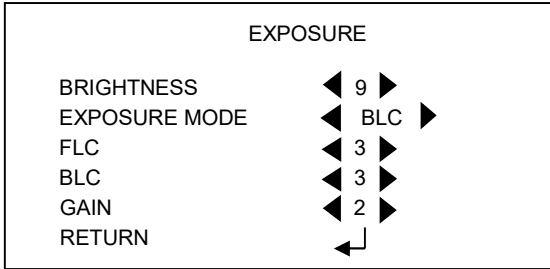 EXPOSURE
BRIGHTNESS 9
EXPOSURE MODE BLC
FLC 3
BLC 3
GAIN 2
RETURN